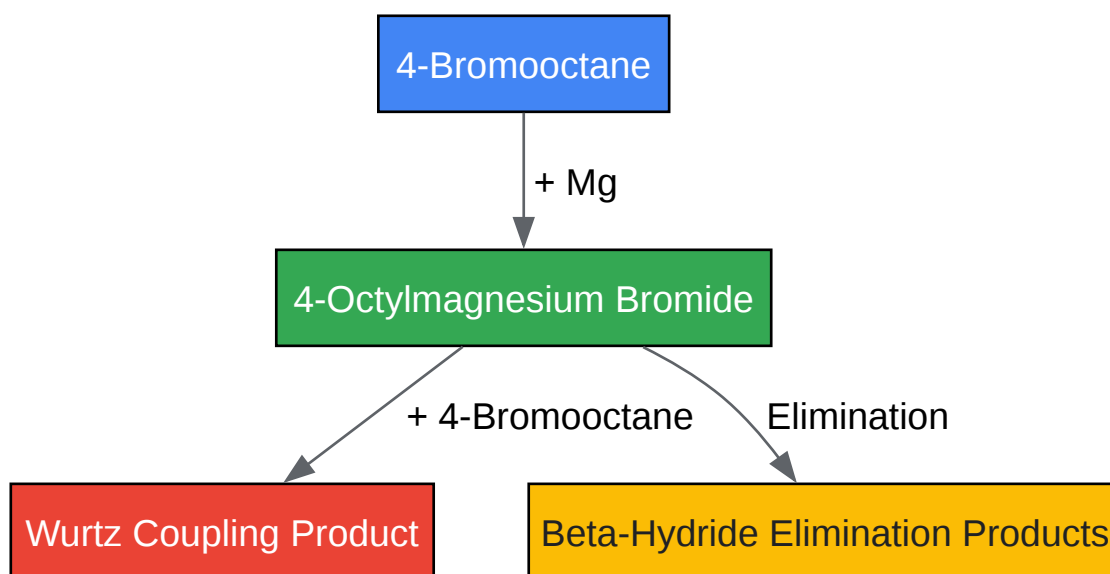 4-Bromooctane
+ Mg
4-Octylmagnesium Bromide
+ 4-Bromooctane
Elimination
Wurtz Coupling Product
Beta-Hydride Elimination Products